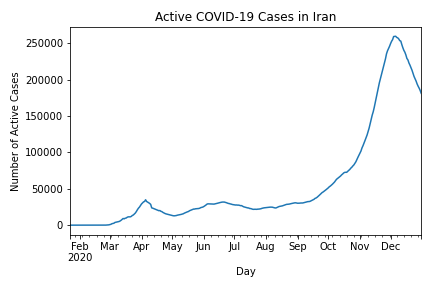 Active COVID-19 Cases in Iran
Number of Active Cases
250000
200000
150000
100000
50000
0
Feb Mar Apr May Jun Jul Aug Sep Oct Nov Dec
2020
Day